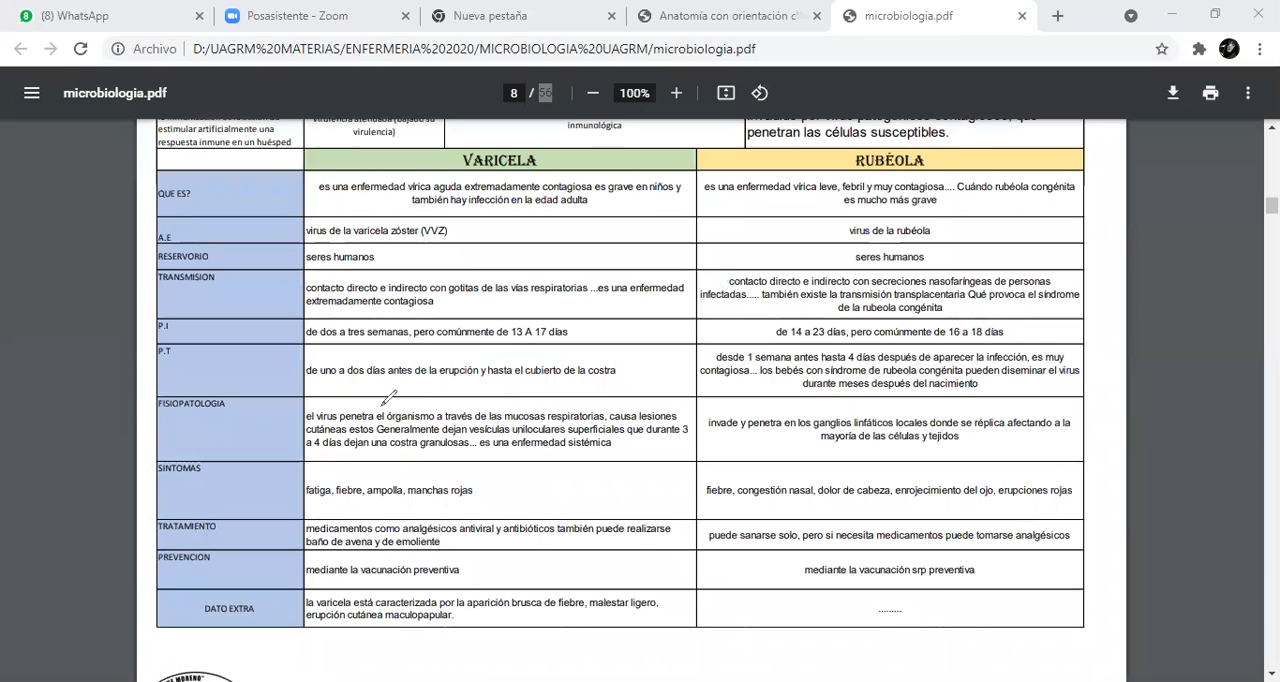 (8) WhatsApp
Posasistente - Zoom
Nueva pestaña
Anatomía con orientación c
microbiologia.pdf
Archivo
D:/UAGRM%20MATERIAS/ENFERMERIA%202020/MICROBIOLOGIA%20UAGRM/microbiologia.pdf
microbiologia.pdf
8 / 56
100%
estimular artificialmente una
respuesta inmune en un huésped
virulencia atenuada (bajado su
virulencia)
inmunológica
invadidas por virus patógenos contagiosos, que
penetran las células susceptibles.
VARICELA
RUBÉOLA
QUE ES?
es una enfermedad vírica aguda extremadamente contagiosa es grave en niños y
también hay infección en la edad adulta
es una enfermedad vírica leve, febril y muy contagiosa.... Cuándo rubéola congénita
es mucho más grave
A.E
virus de la varicela zóster (VVZ)
virus de la rubéola
RESERVORIO
seres humanos
seres humanos
TRANSMISION
contacto directo e indirecto con gotitas de las vías respiratorias ...es una enfermedad
extremadamente contagiosa
contacto directo e indirecto con secreciones nasofaríngeas de personas
infectadas..... también existe la transmisión transplacentaria Qué provoca el síndrome
de la rubeola congénita
P.I
de dos a tres semanas, pero comúnmente de 13 A 17 días
de 14 a 23 días, pero comúnmente de 16 a 18 días
P.T
de uno a dos días antes de la erupción y hasta el cubierto de la costra
desde 1 semana antes hasta 4 días después de aparecer la infección, es muy
contagiosa... los bebés con síndrome de rubeola congénita pueden diseminar el virus
durante meses después del nacimiento
FISIOPATOLOGIA
el virus penetra el órganismo a través de las mucosas respiratorias, causa lesiones
cutáneas estos Generalmente dejan vesículas uniloculares superficiales que durante 3
a 4 días dejan una costra granulosas... es una enfermedad sistémica
invade y penetra en los ganglios linfáticos locales donde se réplica afectando a la
mayoría de las células y tejidos
SINTOMAS
fatiga, fiebre, ampolla, manchas rojas
fiebre, congestión nasal, dolor de cabeza, enrojecimiento del ojo, erupciones rojas
TRATAMIENTO
medicamentos como analgésicos antiviral y antibióticos también puede realizarse
baño de avena y de emoliente
puede sanarse solo, pero si necesita medicamentos puede tomarse analgésicos
PREVENCION
mediante la vacunación preventiva
mediante la vacunación srp preventiva
DATO EXTRA
la varicela está caracterizada por la aparición brusca de fiebre, malestar ligero,
erupción cutánea maculopapular.
.........
MORENO"